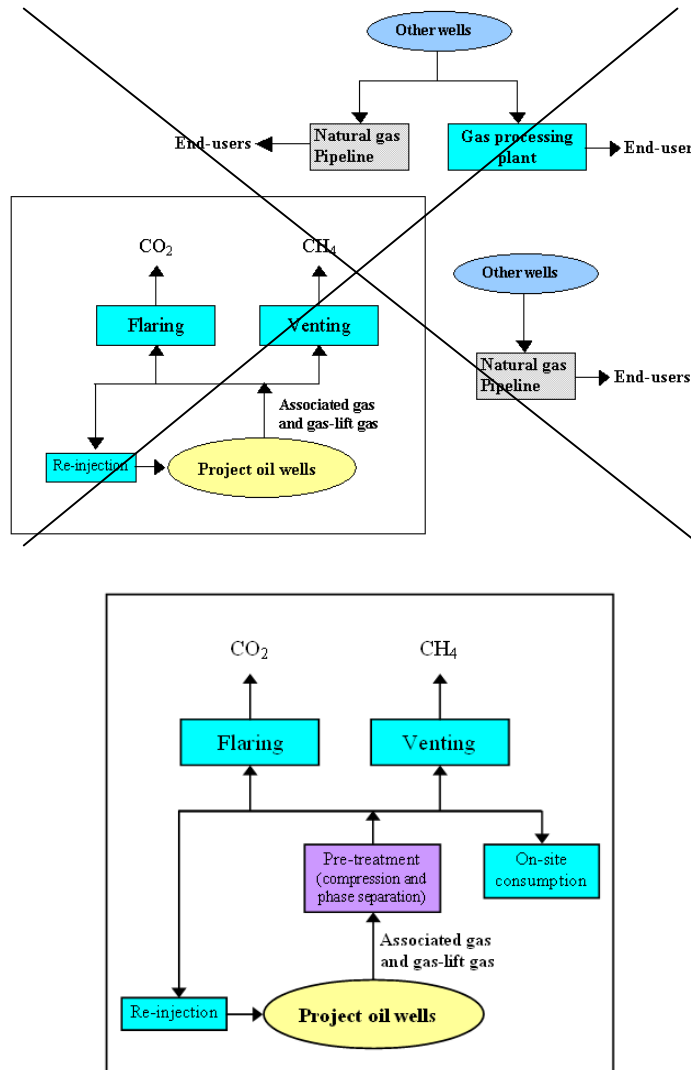 Other wells
End-users
Natural gas
Pipeline
Gas processing
plant
End-users
CO₂
CH₄
Other wells
Flaring
Venting
Natural gas
Pipeline
End-users
Associated gas
and gas-lift gas
Re-injection
Project oil wells
CO₂
CH₄
Flaring
Venting
Pre-treatment
(compression and
phase separation)
On-site
consumption
Associated gas
and gas-lift gas
Re-injection
Project oil wells